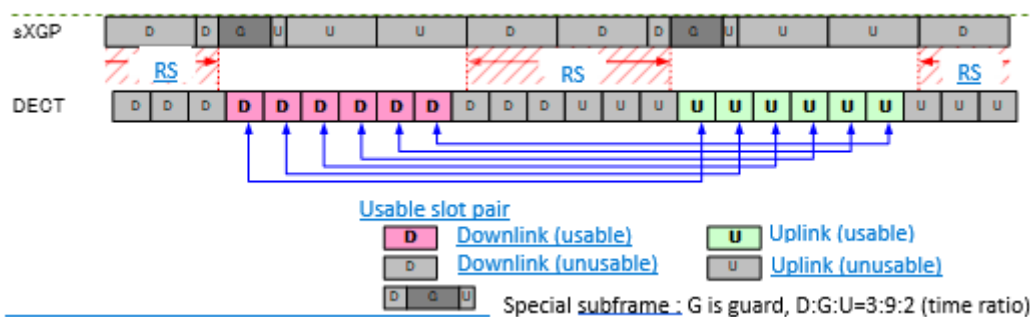 sXGP D D G U U U D D D G U U U D
RS RS RS
DECT D D D D D D D D D D D D U U U U U U U U U U U U
Usable slot pair
D Downlink (usable) U Uplink (usable)
D Downlink (unusable) U Uplink (unusable)
D G U Special subframe : G is guard, D:G:U=3:9:2 (time ratio)